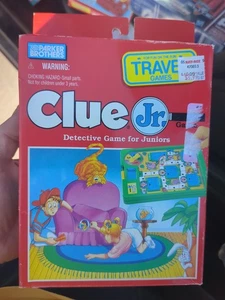 PARKER
BROTHERS
WARNING:
CHOKING HAZARD-Small parts.
Not for children under 3 years.
TRAVEL
GAMES
Clue Jr.
Detective Game for Juniors